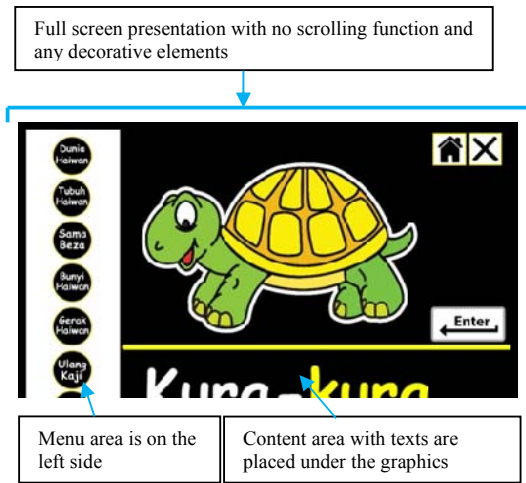 Full screen presentation with no scrolling function and
any decorative elements
Dunia
Haiwan
Tubuh
Haiwan
Sama
Beza
Bunyi
Haiwan
Gerak
Haiwan
Ulang
Kaji
Enter
Kura-kura
Menu area is on the
left side
Content area with texts are
placed under the graphics